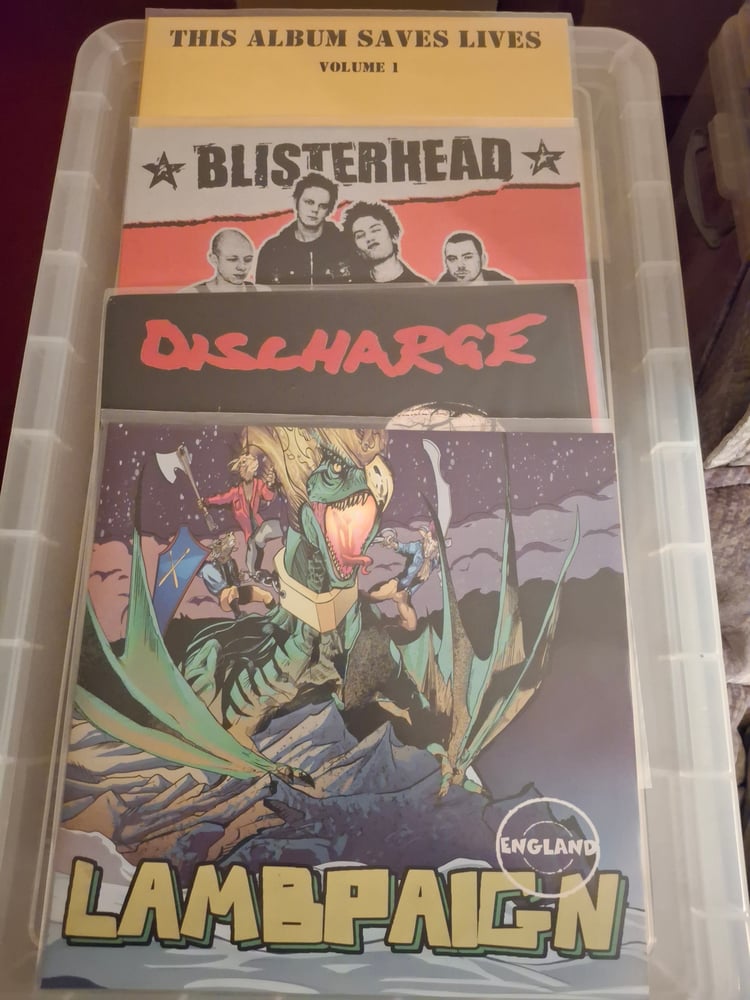 THIS ALBUM SAVES LIVES
VOLUME 1
BLISTERHEAD
DISCHARGE
ENGLAND
LAMBPAIGN